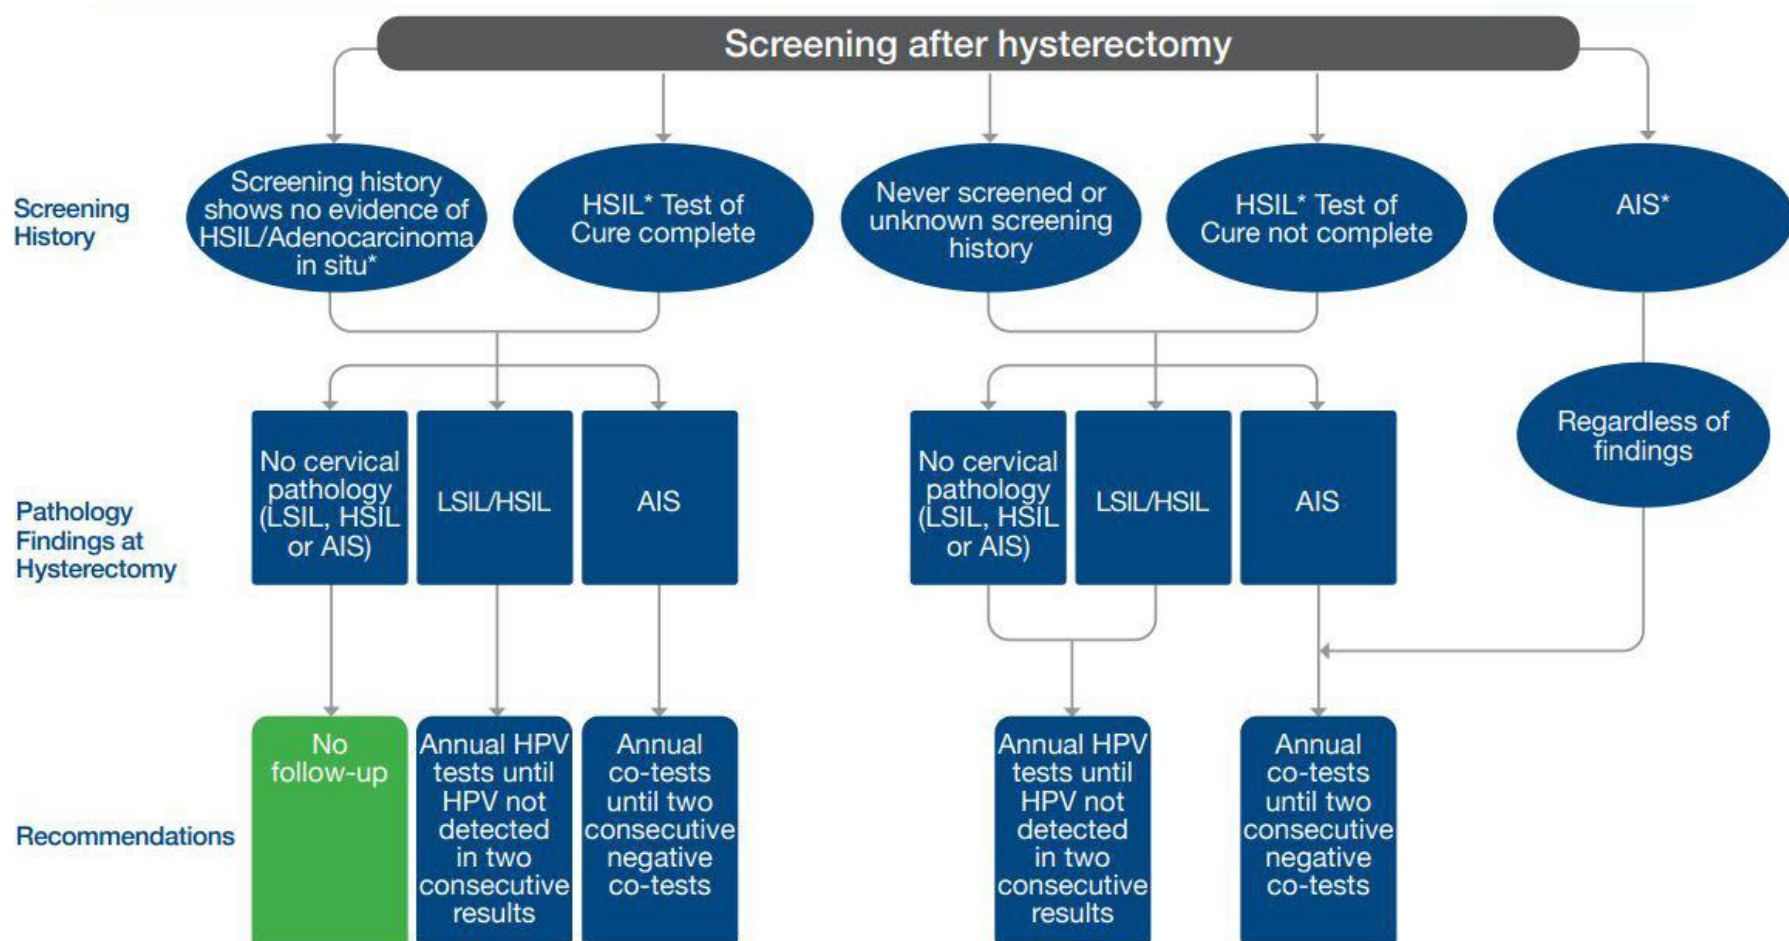 Screening after hysterectomy
Screening
History
Screening history
shows no evidence of
HSIL/Adenocarcinoma
in situ*
HSIL* Test of
Cure complete
Never screened or
unknown screening
history
HSIL* Test of
Cure not complete
AIS*
Regardless of
findings
Pathology
Findings at
Hysterectomy
No cervical
pathology
(LSIL, HSIL
or AIS)
LSIL/HSIL
AIS
No cervical
pathology
(LSIL, HSIL
or AIS)
LSIL/HSIL
AIS
Recommendations
No
follow-up
Annual HPV
tests until
HPV not
detected
in two
consecutive
results
Annual
co-tests
until two
consecutive
negative
co-tests
Annual HPV
tests until
HPV not
detected
in two
consecutive
results
Annual
co-tests
until two
consecutive
negative
co-tests